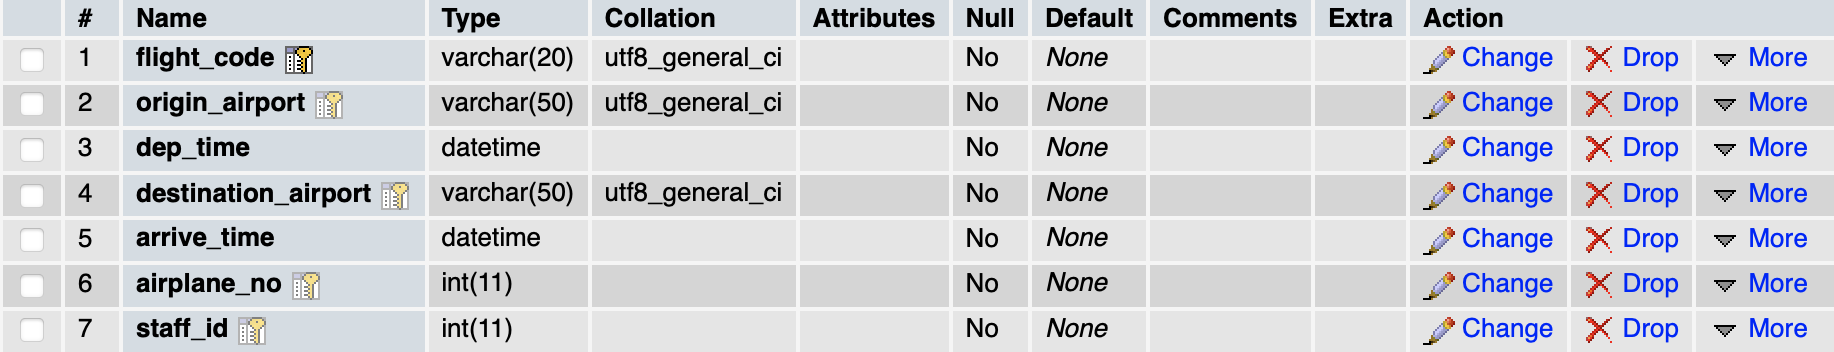 # Name Type Collation Attributes Null Default Comments Extra Action
1 flight_code varchar(20) utf8_general_ci No None Change Drop More
2 origin_airport varchar(50) utf8_general_ci No None Change Drop More
3 dep_time datetime No None Change Drop More
4 destination_airport varchar(50) utf8_general_ci No None Change Drop More
5 arrive_time datetime No None Change Drop More
6 airplane_no int(11) No None Change Drop More
7 staff_id int(11) No None Change Drop More